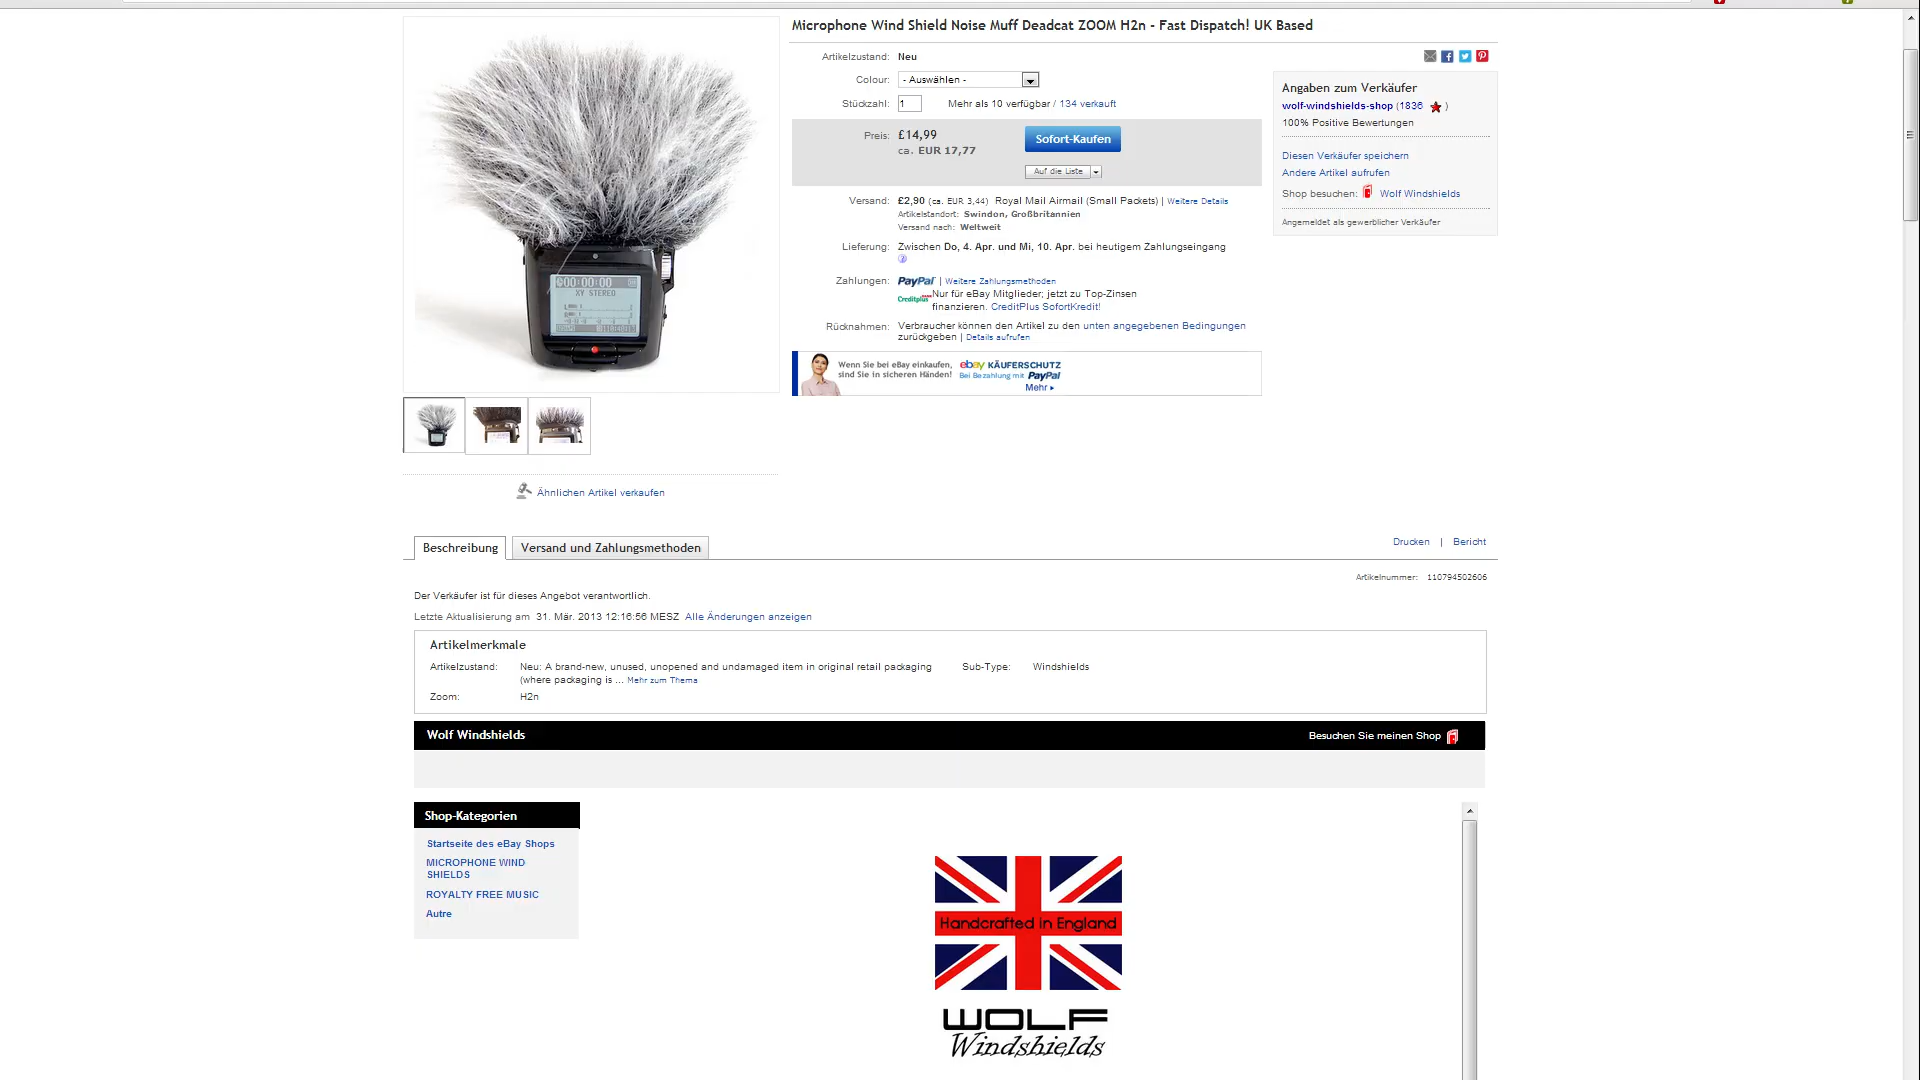 Microphone Wind Shield Noise Muff Deadcat ZOOM H2n - Fast Dispatch! UK Based
Artikelzustand: Neu
Colour: - Auswählen -
Stückzahl: 1 Mehr als 10 verfügbar / 134 verkauft
Preis: £14,99
ca. EUR 17,77
Sofort-Kaufen
Auf die Liste
Versand: £2,90 (ca. EUR 3,44) Royal Mail Airmail (Small Packets) | Weitere Details
Artikelstandort: Swindon, Großbritannien
Versand nach: Weltweit
Lieferung: Zwischen Do, 4. Apr. und Mi, 10. Apr. bei heutigem Zahlungseingang
Zahlungen: PayPal | Weitere Zahlungsmethoden
Creditplus Nur für eBay Mitglieder; jetzt zu Top-Zinsen
finanzieren. CreditPlus SofortKredit!
Rücknahmen: Verbraucher können den Artikel zu den unten angegebenen Bedingungen
zurückgeben | Details aufrufen
Wenn Sie bei eBay einkaufen,
sind Sie in sicheren Händen!
ebay KÄUFERSCHUTZ
Bei Bezahlung mit PayPal
Mehr
Angaben zum Verkäufer
wolf-windshields-shop (1836 )
100% Positive Bewertungen
Diesen Verkäufer speichern
Andere Artikel aufrufen
Shop besuchen: Wolf Windshields
Angemeldet als gewerblicher Verkäufer
000:00:00
XY STEREO
Ähnlichen Artikel verkaufen
Beschreibung
Versand und Zahlungsmethoden
Drucken | Bericht
Artikelnummer: 110794502606
Der Verkäufer ist für dieses Angebot verantwortlich.
Letzte Aktualisierung am 31. Mär. 2013 12:16:56 MESZ Alle Änderungen anzeigen
Artikelmerkmale
Artikelzustand: Neu: A brand-new, unused, unopened and undamaged item in original retail packaging
(where packaging is ... Mehr zum Thema
Sub-Type: Windshields
Zoom: H2n
Wolf Windshields
Besuchen Sie meinen Shop
Shop-Kategorien
Startseite des eBay Shops
MICROPHONE WIND
SHIELDS
ROYALTY FREE MUSIC
Autre
Handcrafted in England
WOLF
Windshields